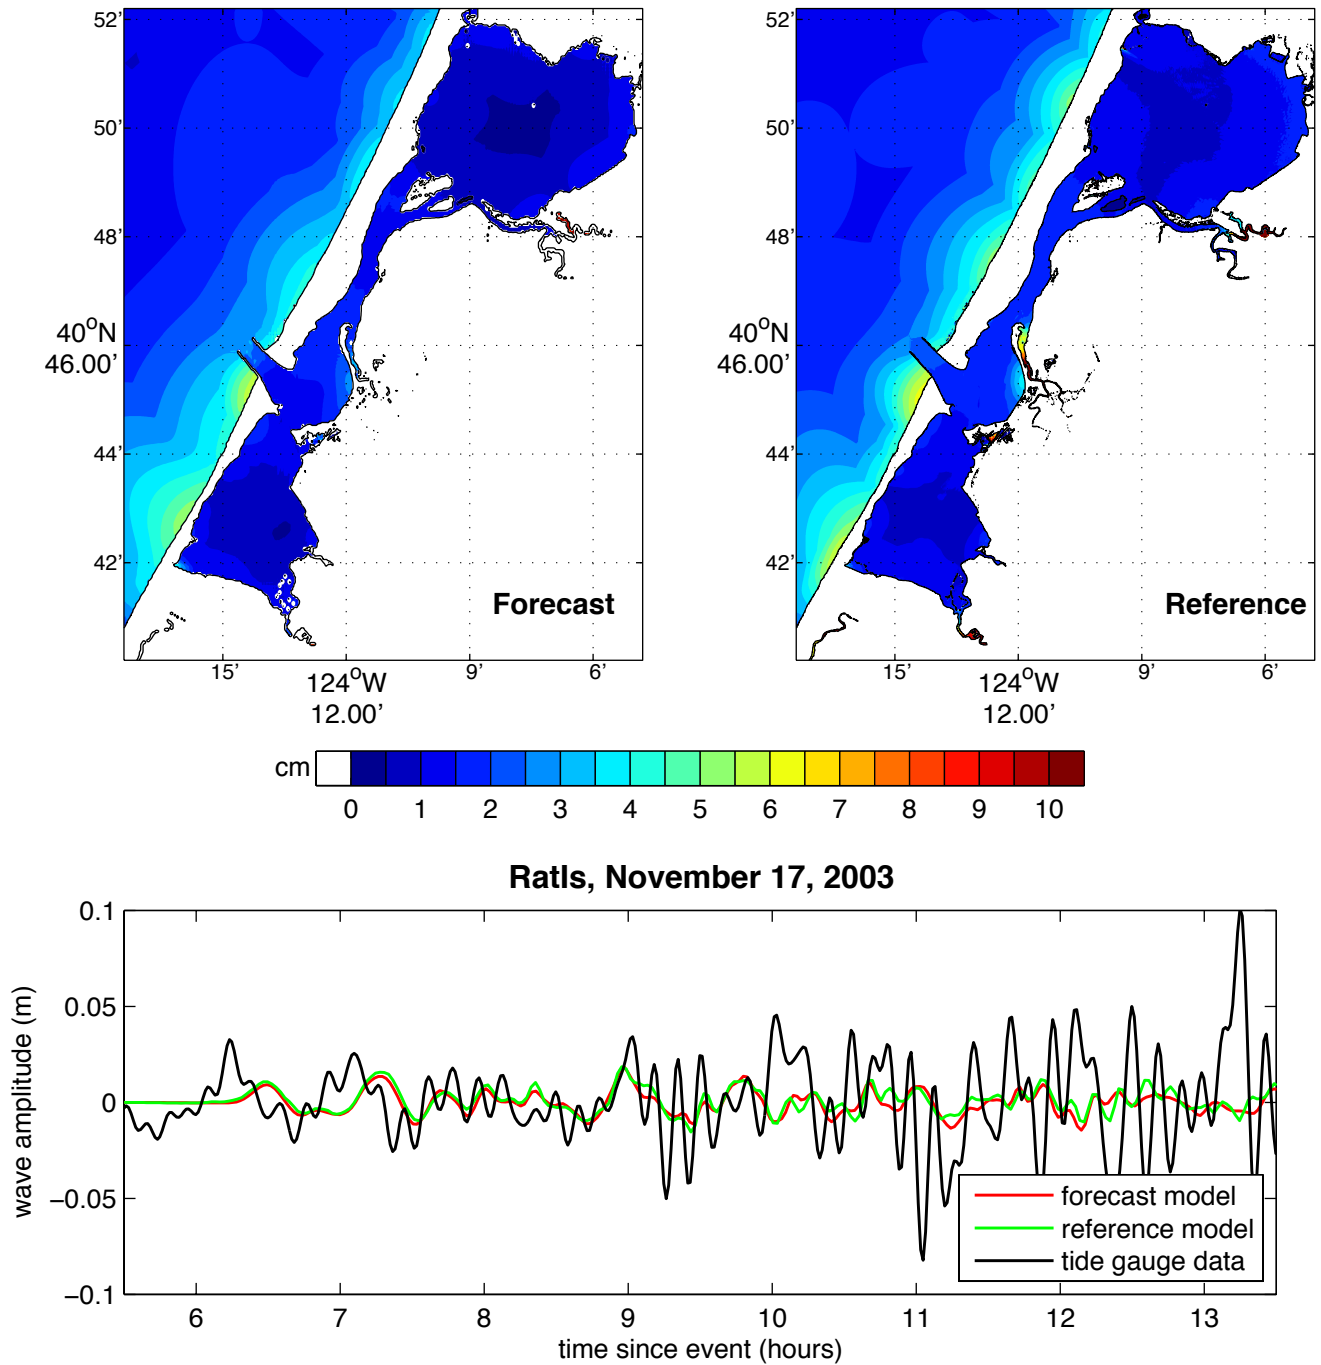 52’
50’
48’
40°N
46.00’
44’
42’
Forecast
15’
124°W
12.00’
9’
6’
52’
50’
48’
40°N
46.00’
44’
42’
Reference
15’
124°W
12.00’
9’
6’
cm
0 1 2 3 4 5 6 7 8 9 10
RatIs, November 17, 2003
wave amplitude (m)
0.1
0.05
0
−0.05
−0.1
forecast model
reference model
tide gauge data
6 7 8 9 10 11 12 13
time since event (hours)